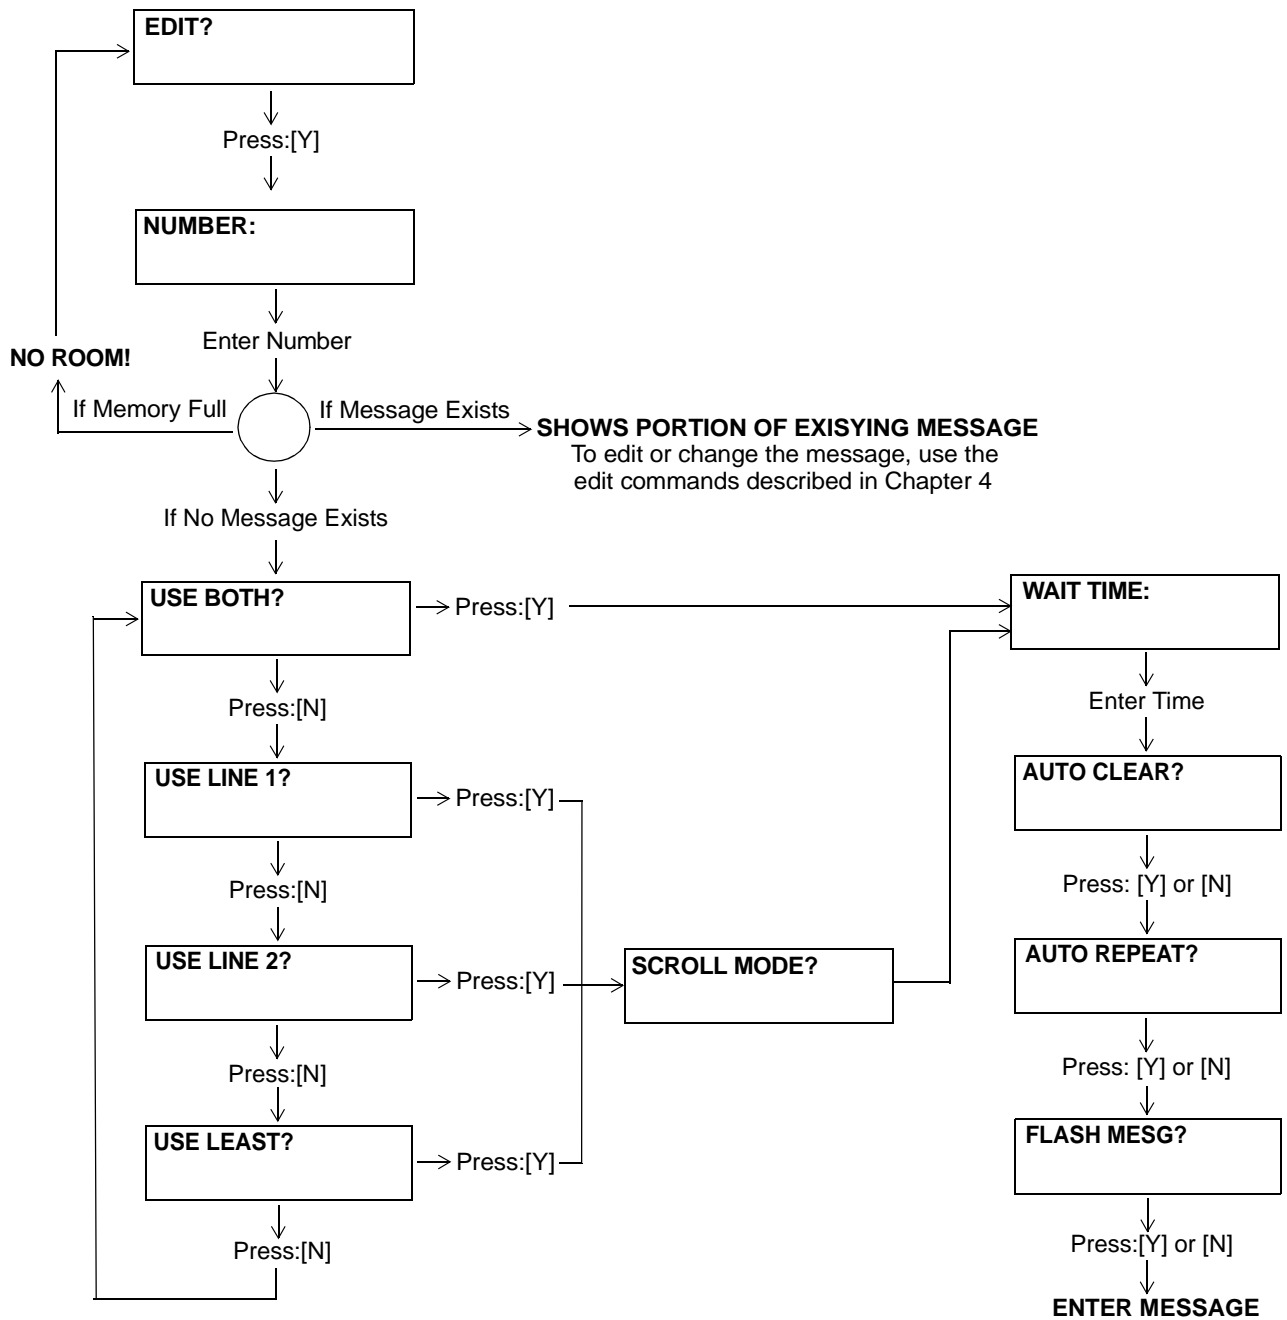 EDIT?
Press:[Y]
NUMBER:
Enter Number
NO ROOM!
If Memory Full
If Message Exists
SHOWS PORTION OF EXISYING MESSAGE
To edit or change the message, use the
edit commands described in Chapter 4
If No Message Exists
USE BOTH?
Press:[Y]
Press:[N]
USE LINE 1?
Press:[Y]
Press:[N]
USE LINE 2?
Press:[Y]
Press:[N]
USE LEAST?
Press:[Y]
Press:[N]
SCROLL MODE?
WAIT TIME:
Enter Time
AUTO CLEAR?
Press: [Y] or [N]
AUTO REPEAT?
Press: [Y] or [N]
FLASH MESG?
Press:[Y] or [N]
ENTER MESSAGE